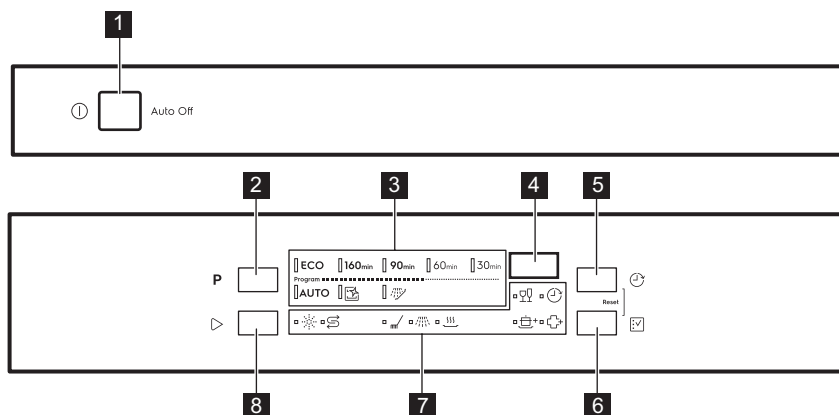 1
Auto Off
2 3 4 5
P ECO 160min 90min 60min 30min
Program
AUTO
Reset
8 7 6